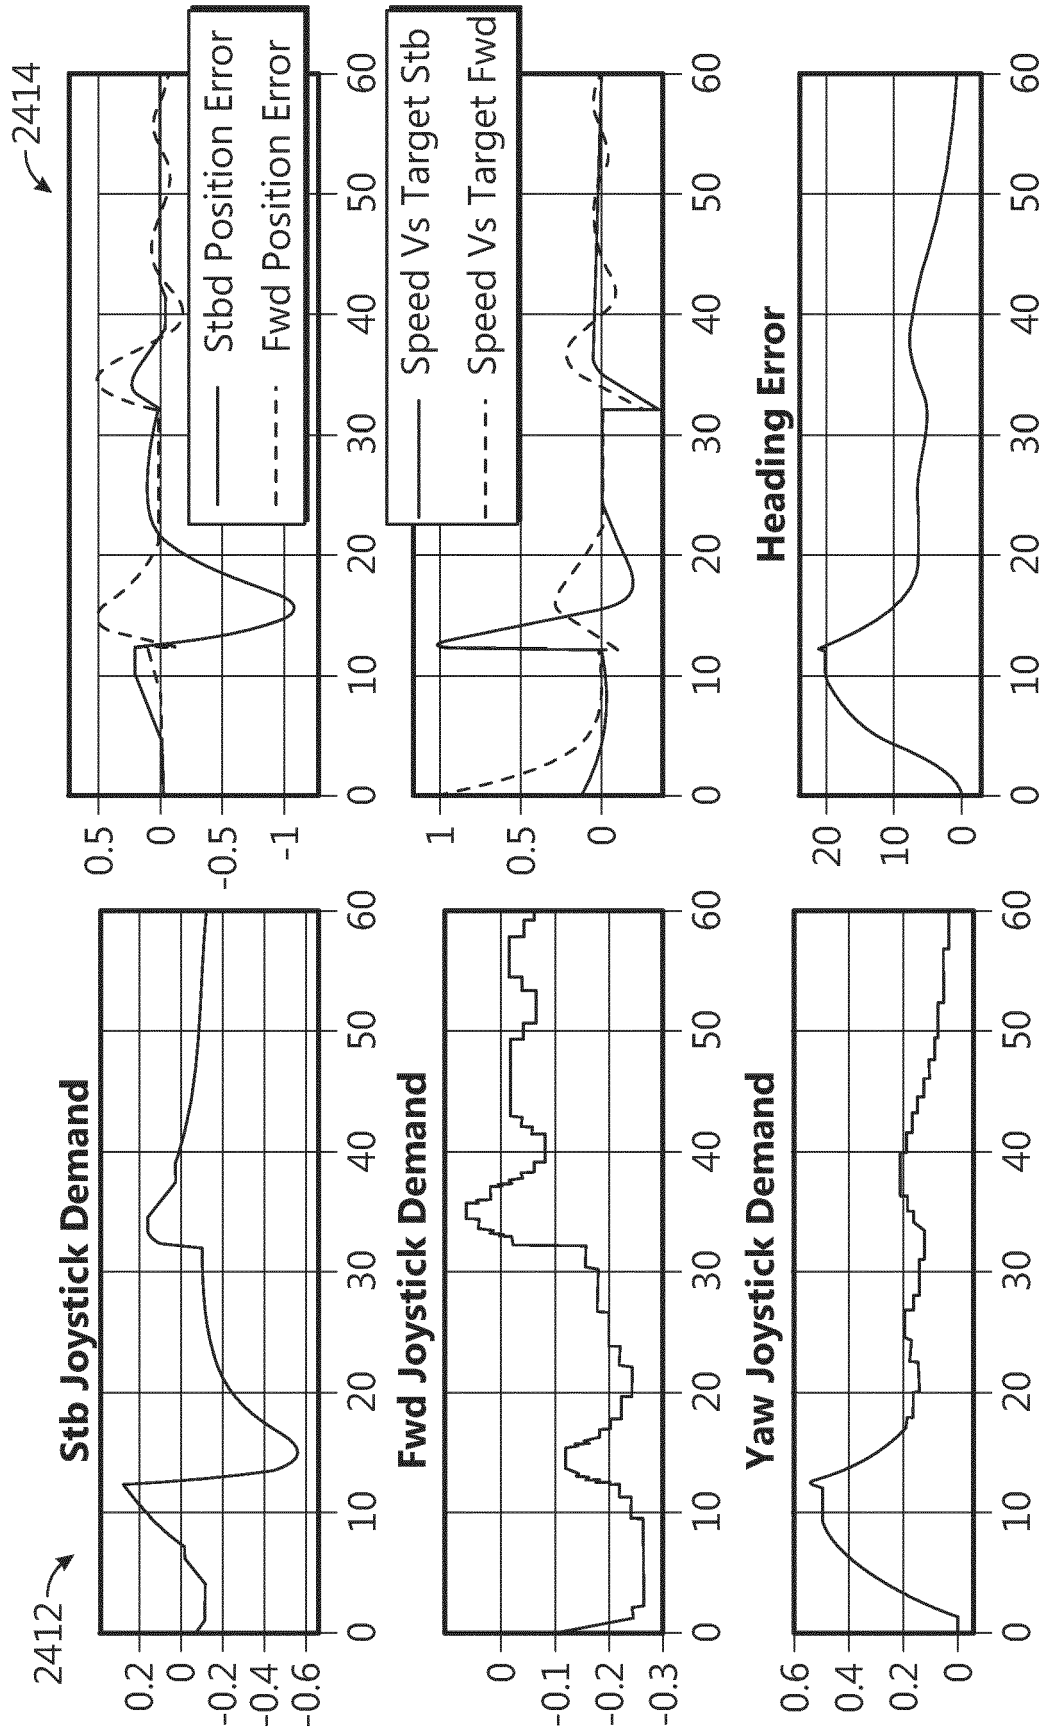 2412
Stb Joystick Demand
0.2
0
-0.2
-0.4
-0.6
0 10 20 30 40 50 60
Fwd Joystick Demand
0
-0.1
-0.2
-0.3
0 10 20 30 40 50 60
Yaw Joystick Demand
0.6
0.4
0.2
0
0 10 20 30 40 50 60
2414
0.5
0
-0.5
-1
Stbd Position Error
Fwd Position Error
0 10 20 30 40 50 60
Speed Vs Target Stb
Speed Vs Target Fwd
1
0.5
0
0 10 20 30 40 50 60
Heading Error
20
10
0
0 10 20 30 40 50 60